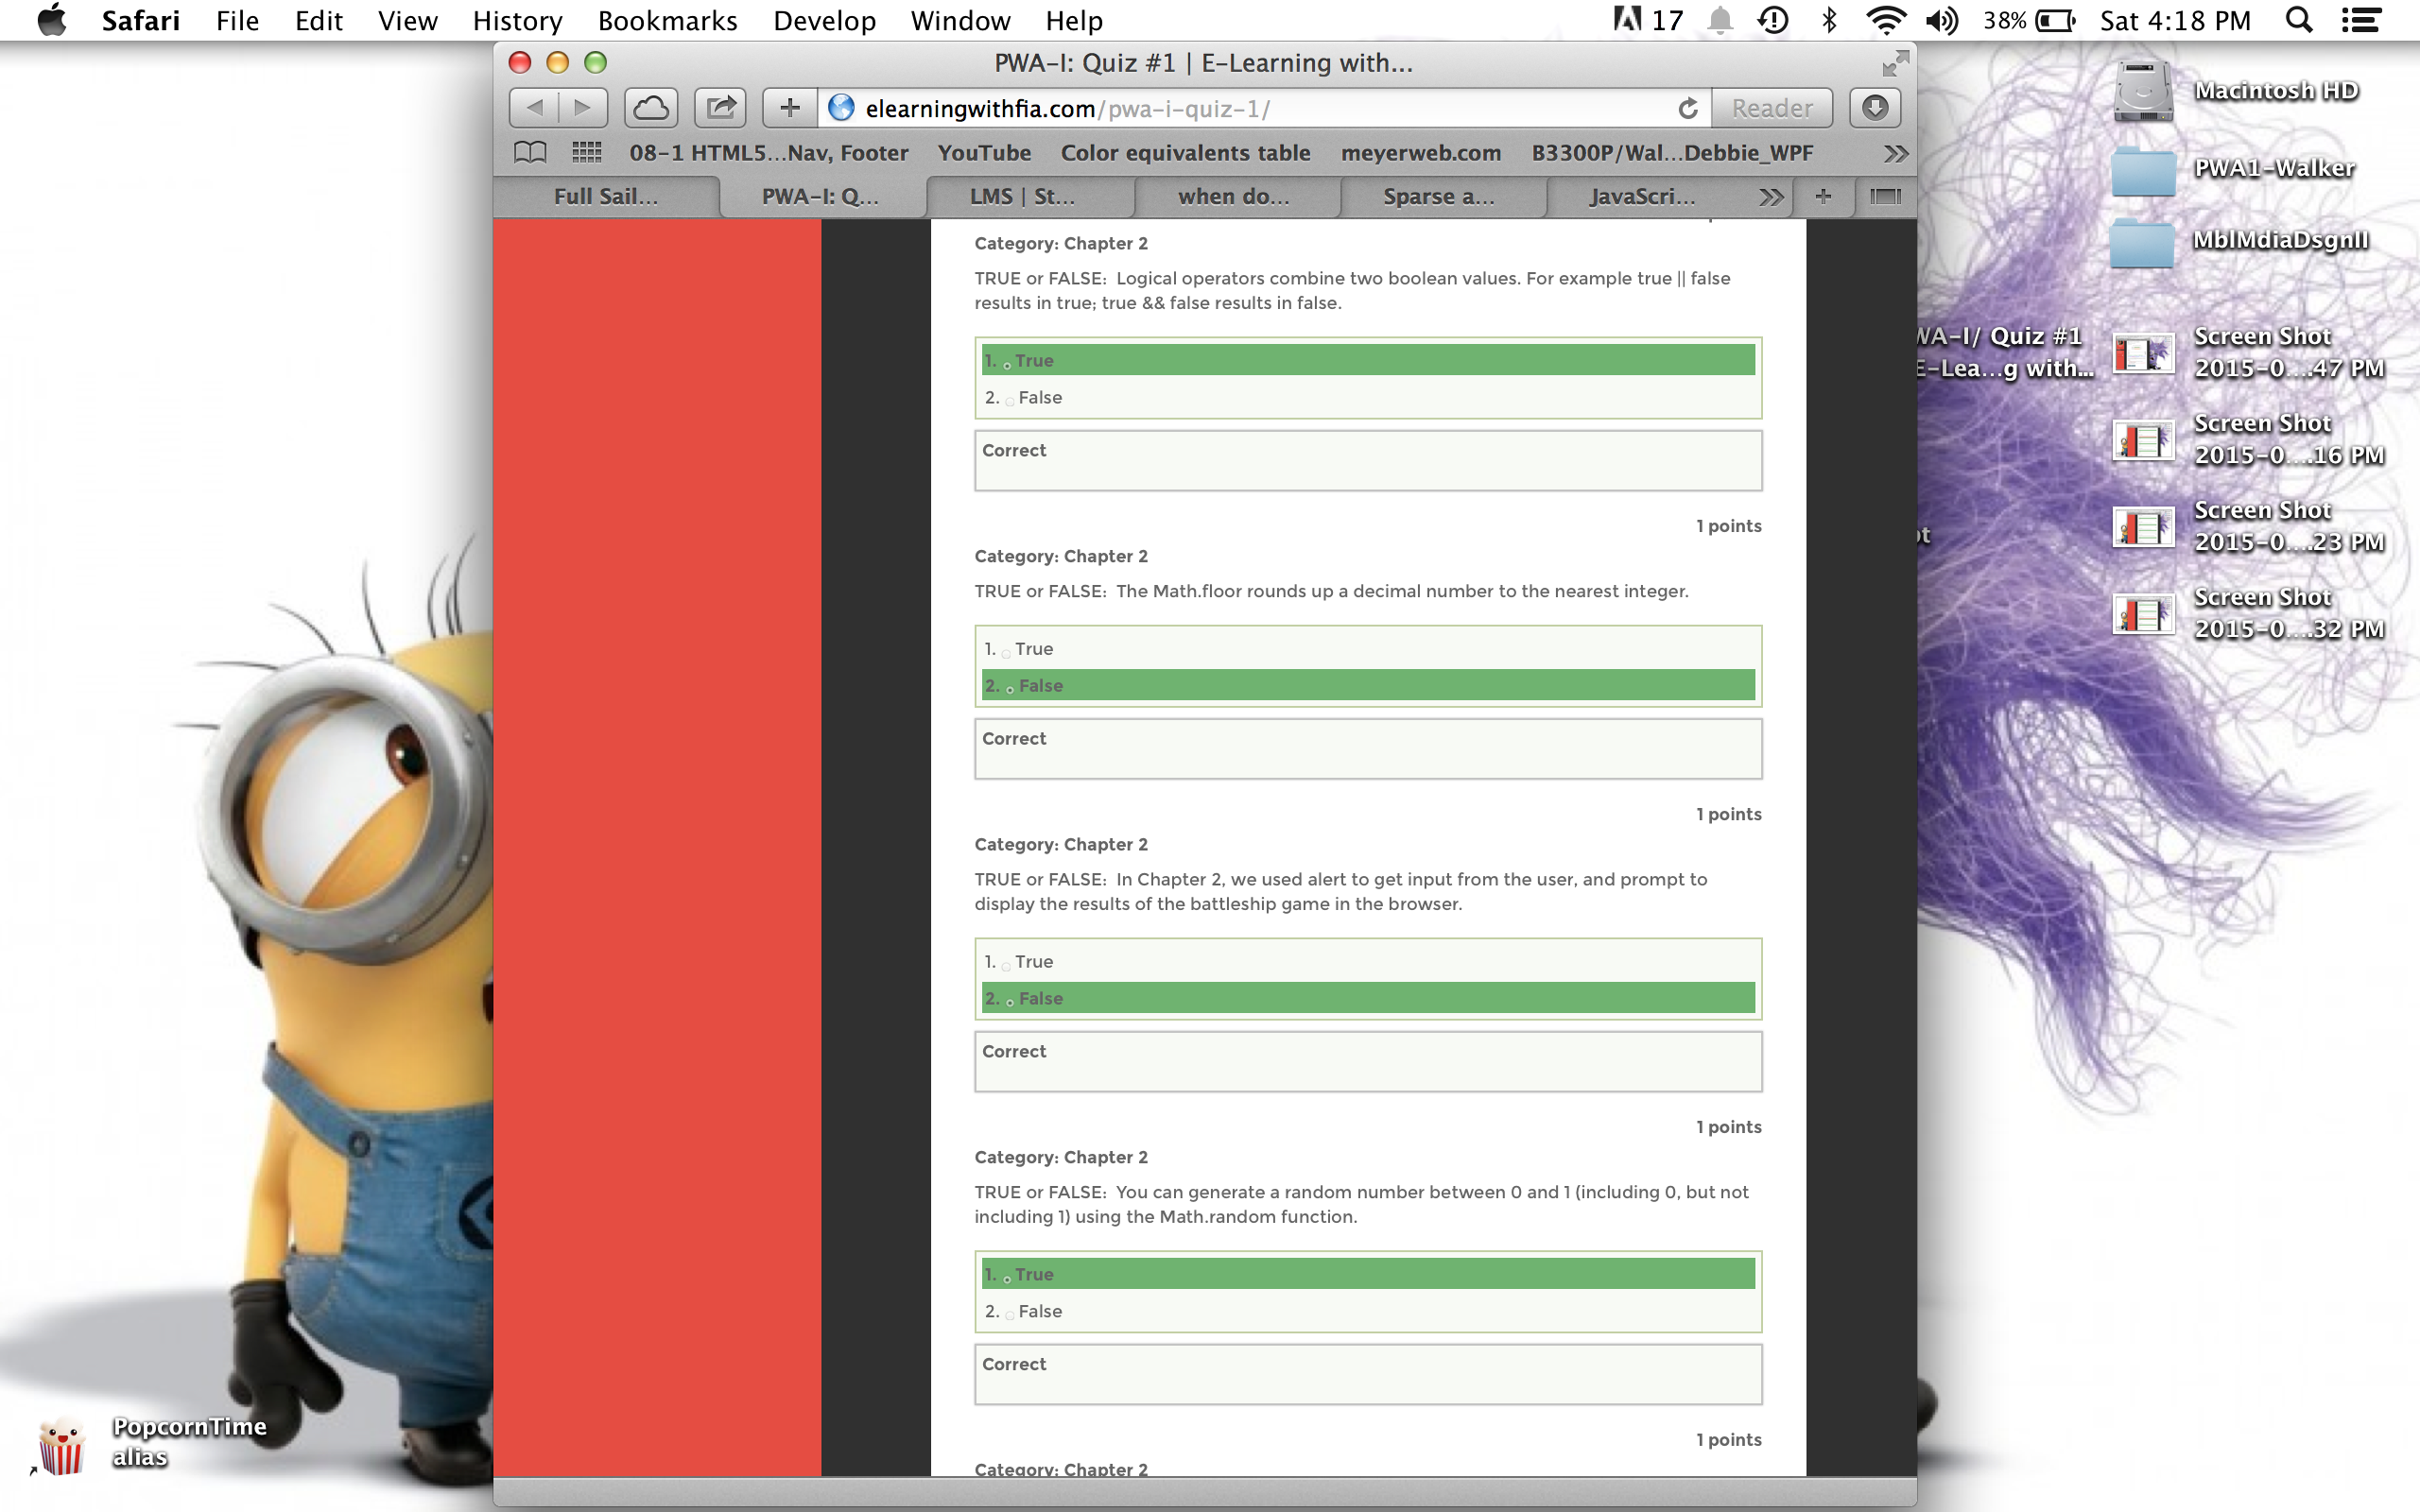 Safari File Edit View History Bookmarks Develop Window Help 17 38% Sat 4:18 PM
PWA-I: Quiz #1 | E-Learning with...
elearningwithfia.com/pwa-i-quiz-1/ Reader
08-1 HTML5...Nav, Footer YouTube Color equivalents table meyerweb.com B3300P/Wal...Debbie_WPF
Full Sail... PWA-I: Q... LMS | St... when do... Sparse a... JavaScri...
Category: Chapter 2
TRUE or FALSE: Logical operators combine two boolean values. For example true || false
results in true; true && false results in false.
1. True
2. False
Correct
1 points
Category: Chapter 2
TRUE or FALSE: The Math.floor rounds up a decimal number to the nearest integer.
1. True
2. False
Correct
1 points
Category: Chapter 2
TRUE or FALSE: In Chapter 2, we used alert to get input from the user, and prompt to
display the results of the battleship game in the browser.
1. True
2. False
Correct
1 points
Category: Chapter 2
TRUE or FALSE: You can generate a random number between 0 and 1 (including 0, but not
including 1) using the Math.random function.
1. True
2. False
Correct
1 points
Category: Chapter 2
Macintosh HD
PWA1-Walker
MblMdiaDsgnII
WA-I/ Quiz #1
E-Lea...g with...
Screen Shot
2015-0....47 PM
Screen Shot
2015-0....16 PM
Screen Shot
2015-0....23 PM
Screen Shot
2015-0....32 PM
PopcornTime
alias